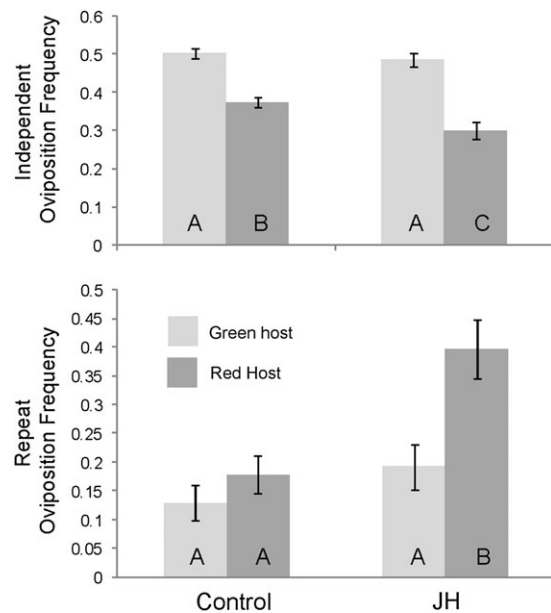 Independent
Oviposition Frequency
0.6
0.5
0.4
0.3
0.2
0.1
0
A
B
A
C
Repeat
Oviposition Frequency
0.5
0.45
0.4
0.35
0.3
0.25
0.2
0.15
0.1
0.05
0
Green host
Red Host
A
A
A
B
Control
JH